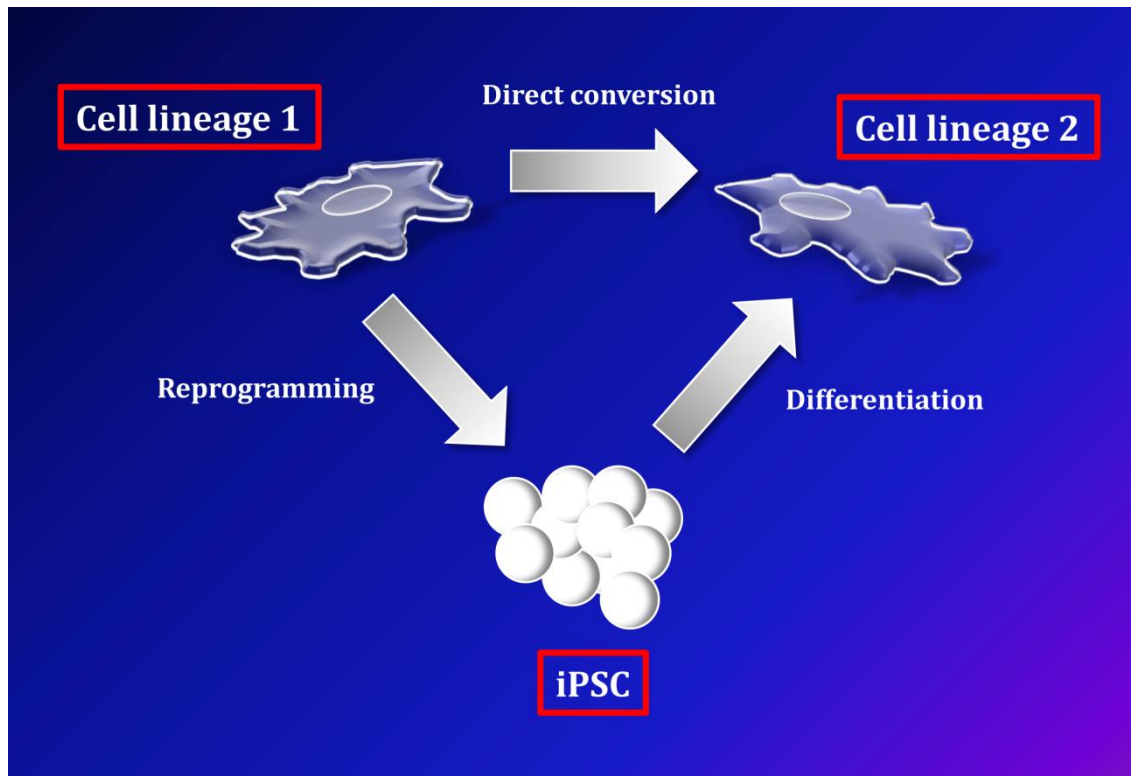 Direct conversion
Cell lineage 1
Cell lineage 2
Reprogramming
Differentiation
iPSC